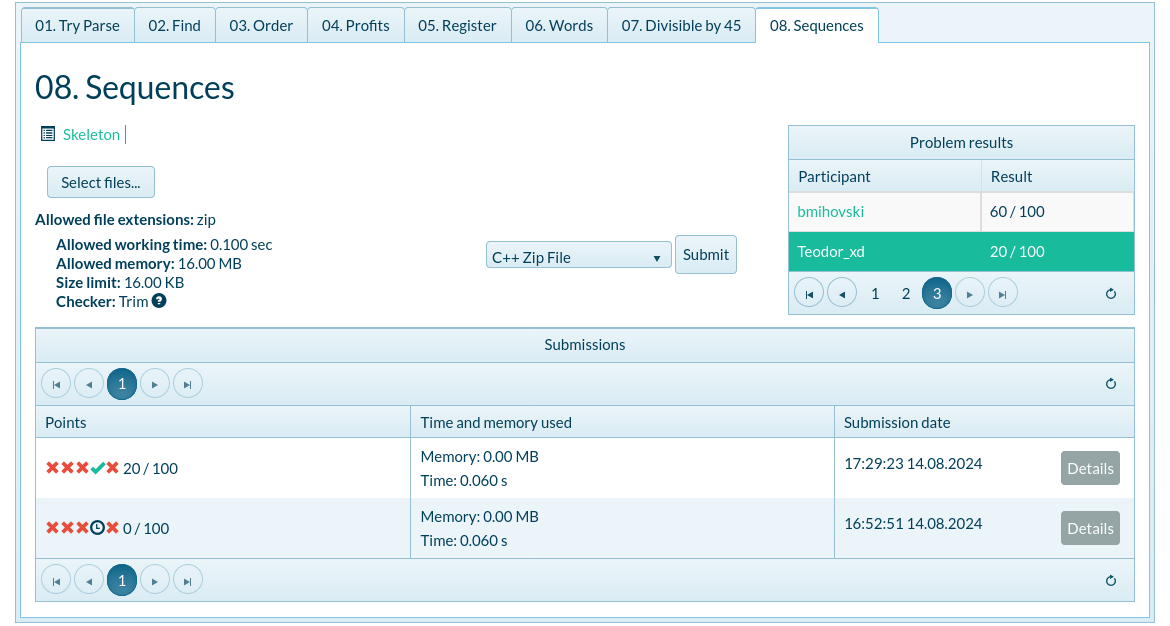 01. Try Parse
02. Find
03. Order
04. Profits
05. Register
06. Words
07. Divisible by 45
08. Sequences
08. Sequences
Skeleton
Select files...
Allowed file extensions: zip
Allowed working time: 0.100 sec
Allowed memory: 16.00 MB
Size limit: 16.00 KB
Checker: Trim ?
C++ Zip File
Submit
Problem results
Participant Result
bmihovski 60 / 100
Teodor_xd 20 / 100
1 2 3
Submissions
1
Points Time and memory used Submission date
20 / 100
Memory: 0.00 MB
Time: 0.060 s
17:29:23 14.08.2024
Details
0 / 100
Memory: 0.00 MB
Time: 0.060 s
16:52:51 14.08.2024
Details
1